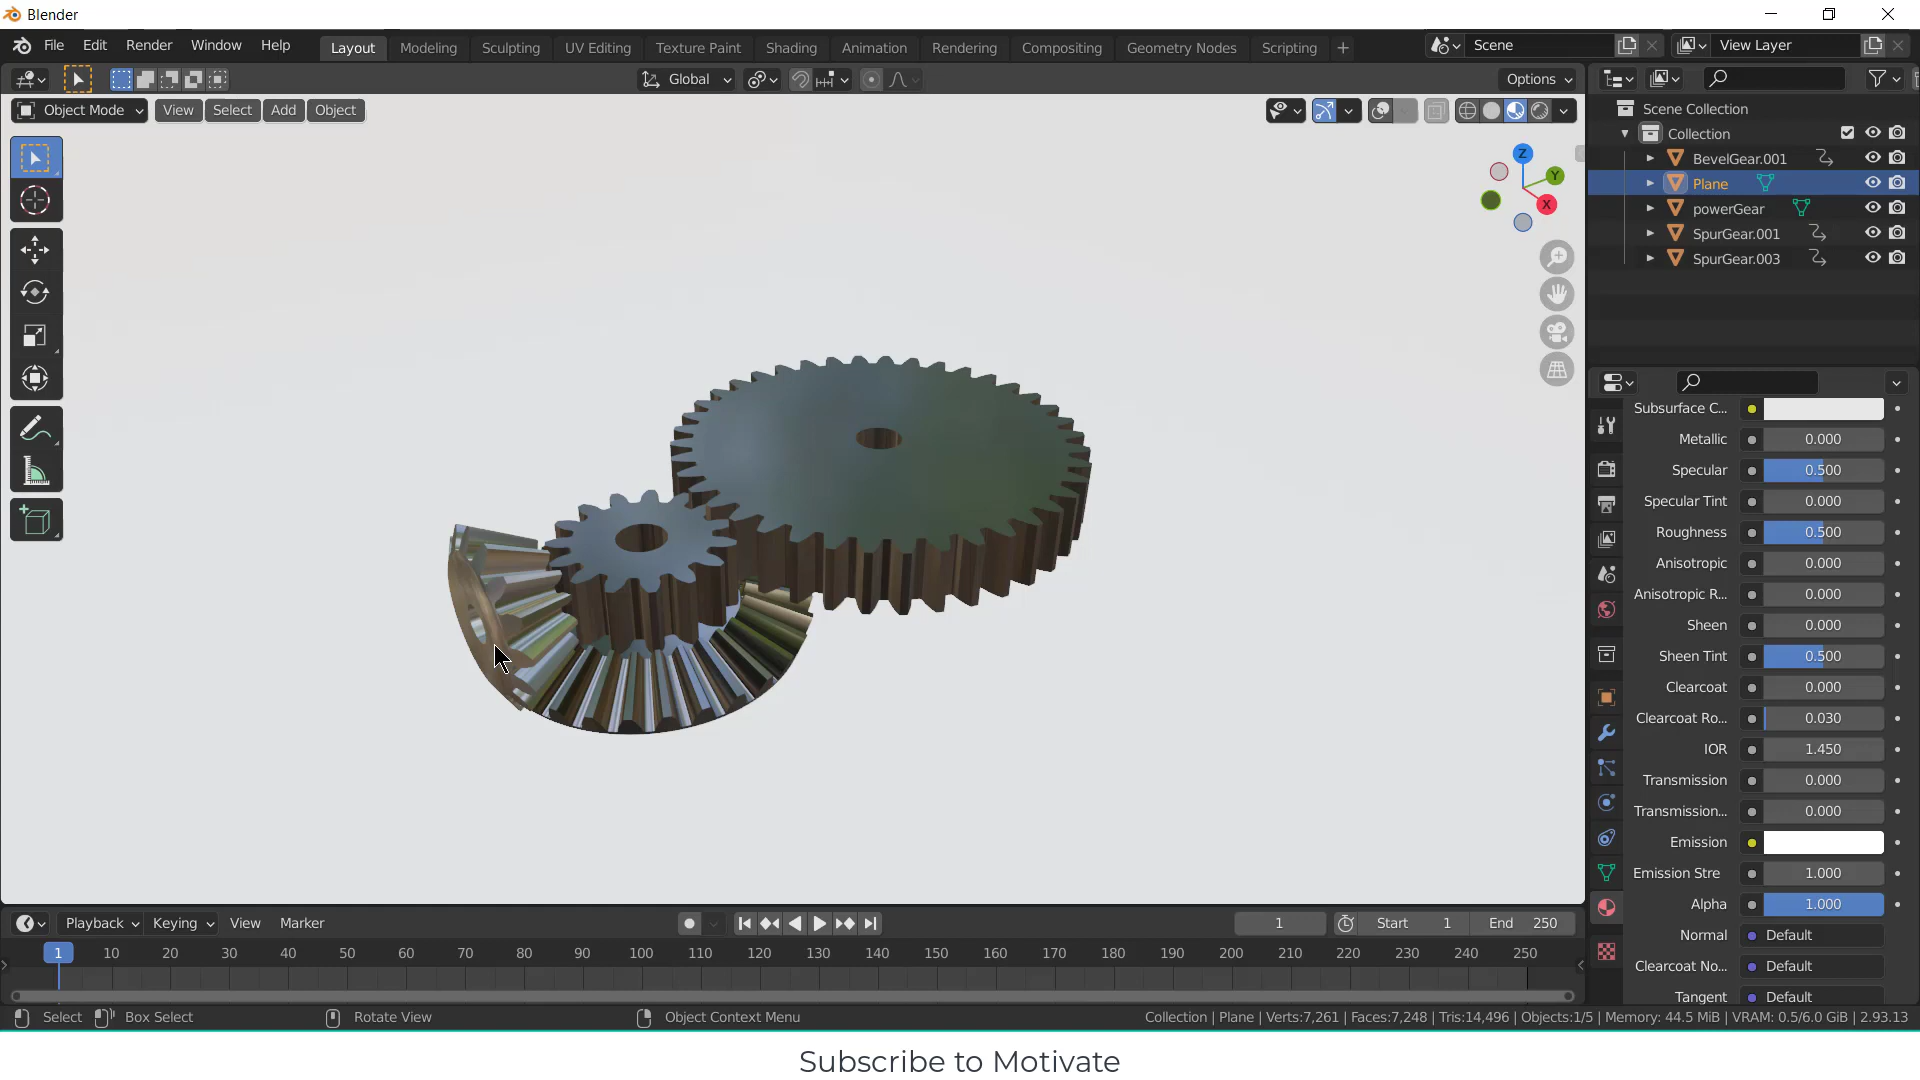 Blender
File Edit Render Window Help Layout Modeling Sculpting UV Editing Texture Paint Shading Animation Rendering Compositing Geometry Nodes Scripting + Scene View Layer
Global Options
Object Mode View Select Add Object
Scene Collection
Collection
BevelGear.001
Plane
powerGear
SpurGear.001
SpurGear.003
Z
Y
X
Subsurface C...
Metallic 0.000
Specular 0.500
Specular Tint 0.000
Roughness 0.500
Anisotropic 0.000
Anisotropic R... 0.000
Sheen 0.000
Sheen Tint 0.500
Clearcoat 0.000
Clearcoat Ro... 0.030
IOR 1.450
Transmission 0.000
Transmission... 0.000
Emission
Emission Stre 1.000
Alpha 1.000
Normal Default
Clearcoat No... Default
Tangent Default
Playback Keying View Marker 1 Start 1 End 250
1 10 20 30 40 50 60 70 80 90 100 110 120 130 140 150 160 170 180 190 200 210 220 230 240 250
Select Box Select Rotate View Object Context Menu Collection | Plane | Verts:7,261 | Faces:7,248 | Tris:14,496 | Objects:1/5 | Memory: 44.5 MiB | VRAM: 0.5/6.0 GiB | 2.93.13
Subscribe to Motivate